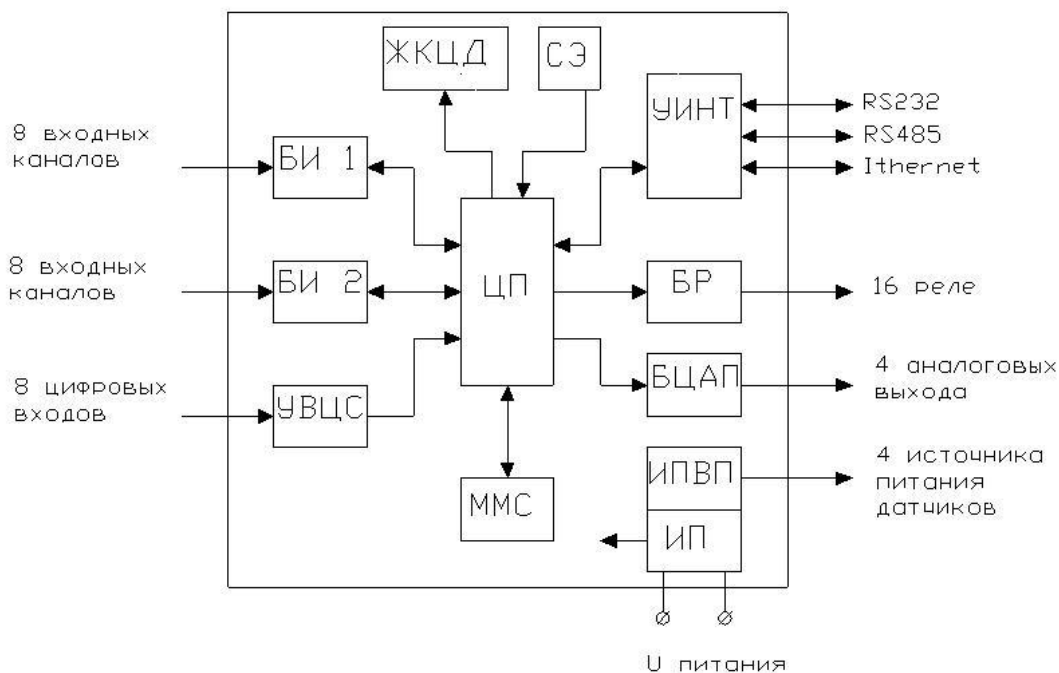 ЖКЦД
СЭ
УИНТ
RS232
RS485
Ithernet
8 входных
каналов
БИ 1
8 входных
каналов
БИ 2
ЦП
БР
16 реле
8 цифровых
входов
УВЦС
БЦАП
4 аналоговых
выхода
ММС
ИПВП
4 источника
питания
датчиков
ИП
U питания